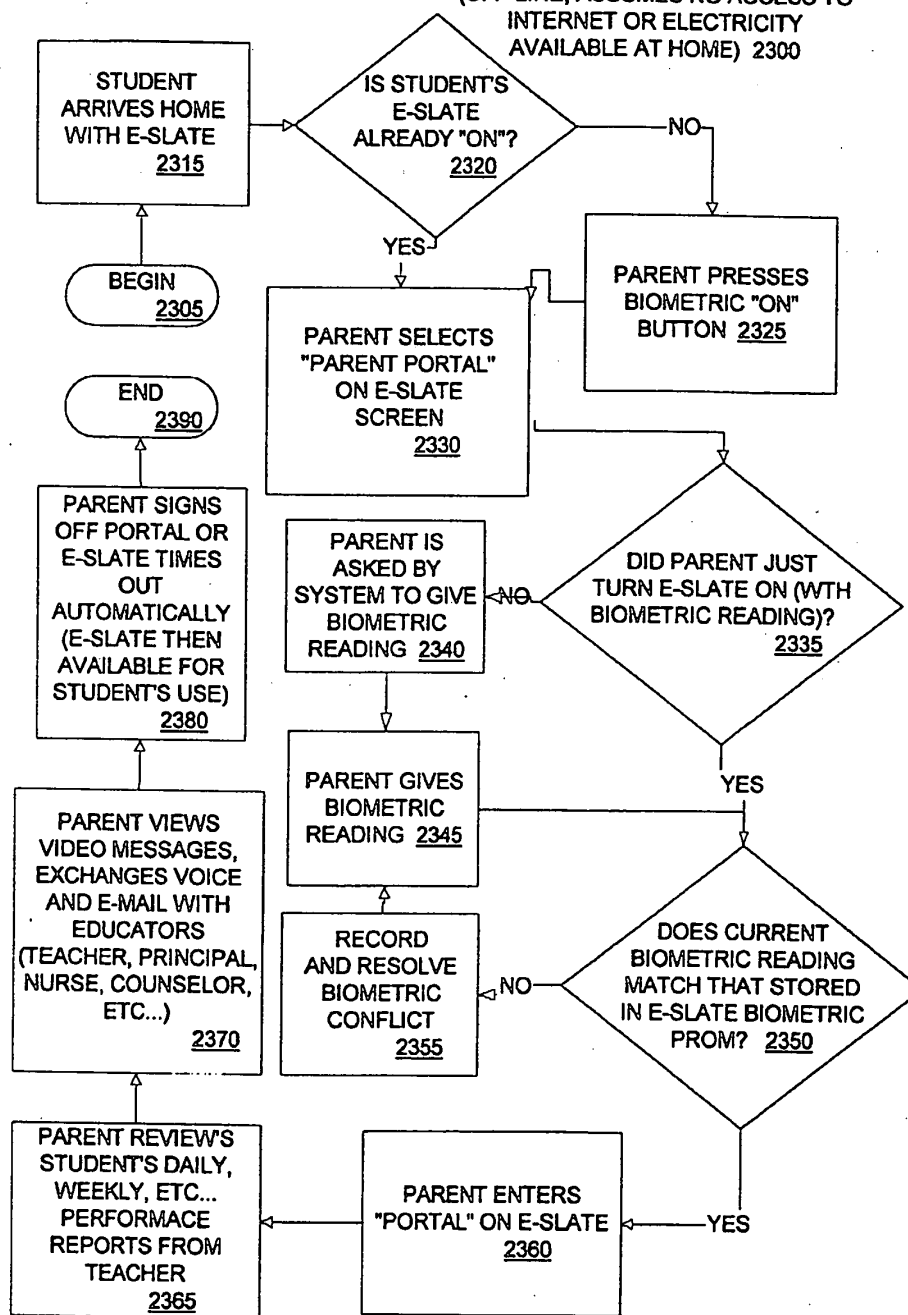 INTERNET OR ELECTRICITY
AVAILABLE AT HOME) 2300
STUDENT
ARRIVES HOME
WITH E-SLATE
2315
IS STUDENT'S
E-SLATE
ALREADY "ON"?
2320
NO
YES
BEGIN
2305
PARENT PRESSES
BIOMETRIC "ON"
BUTTON 2325
PARENT SELECTS
"PARENT PORTAL"
ON E-SLATE
SCREEN
2330
END
2390
PARENT SIGNS
OFF PORTAL OR
E-SLATE TIMES
OUT
AUTOMATICALLY
(E-SLATE THEN
AVAILABLE FOR
STUDENT'S USE)
2380
PARENT IS
ASKED BY
SYSTEM TO GIVE
BIOMETRIC
READING 2340
NO
DID PARENT JUST
TURN E-SLATE ON (WTH
BIOMETRIC READING)?
2335
YES
PARENT GIVES
BIOMETRIC
READING 2345
PARENT VIEWS
VIDEO MESSAGES,
EXCHANGES VOICE
AND E-MAIL WITH
EDUCATORS
(TEACHER, PRINCIPAL,
NURSE, COUNSELOR,
ETC...)
2370
RECORD
AND RESOLVE
BIOMETRIC
CONFLICT
2355
NO
DOES CURRENT
BIOMETRIC READING
MATCH THAT STORED
IN E-SLATE BIOMETRIC
PROM? 2350
YES
PARENT REVIEW'S
STUDENT'S DAILY,
WEEKLY, ETC...
PERFORMACE
REPORTS FROM
TEACHER
2365
PARENT ENTERS
"PORTAL" ON E-SLATE
2360